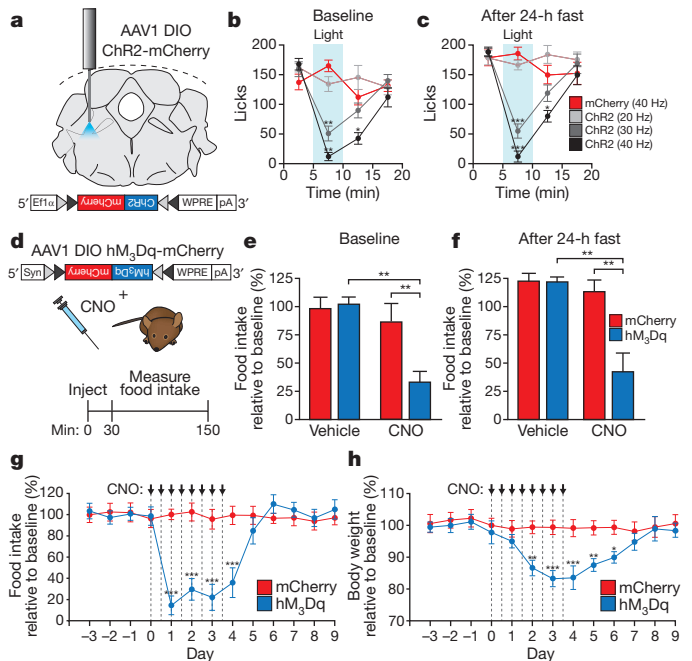 a
AAV1 DIO
ChR2-mCherry
5′ Ef1α mCherry ChR2 WPRE pA 3′
b
Baseline
Light
Licks
200
150
100
50
0
** ** *
0 5 10 15 20
Time (min)
c
After 24-h fast
Light
Licks
200
150
100
50
0
*** *** *
0 5 10 15 20
Time (min)
mCherry (40 Hz)
ChR2 (20 Hz)
ChR2 (30 Hz)
ChR2 (40 Hz)
d
AAV1 DIO hM3Dq-mCherry
5′ Syn mCherry hM3Dq WPRE pA 3′
+
CNO
Inject
Measure
food intake
Min: 0 30 150
e
Baseline
Food intake
relative to baseline (%)
125
100
75
50
25
0
**
**
Vehicle CNO
f
After 24-h fast
Food intake
relative to baseline (%)
125
100
75
50
25
0
**
**
mCherry
hM3Dq
Vehicle CNO
g
CNO:
Food intake
relative to baseline (%)
120
100
80
60
40
20
0
*** *** *** ***
mCherry
hM3Dq
−3 −2 −1 0 1 2 3 4 5 6 7 8 9
Day
h
CNO:
Body weight
relative to baseline (%)
110
100
90
80
70
** *** *** ** *
mCherry
hM3Dq
−3 −2 −1 0 1 2 3 4 5 6 7 8 9
Day